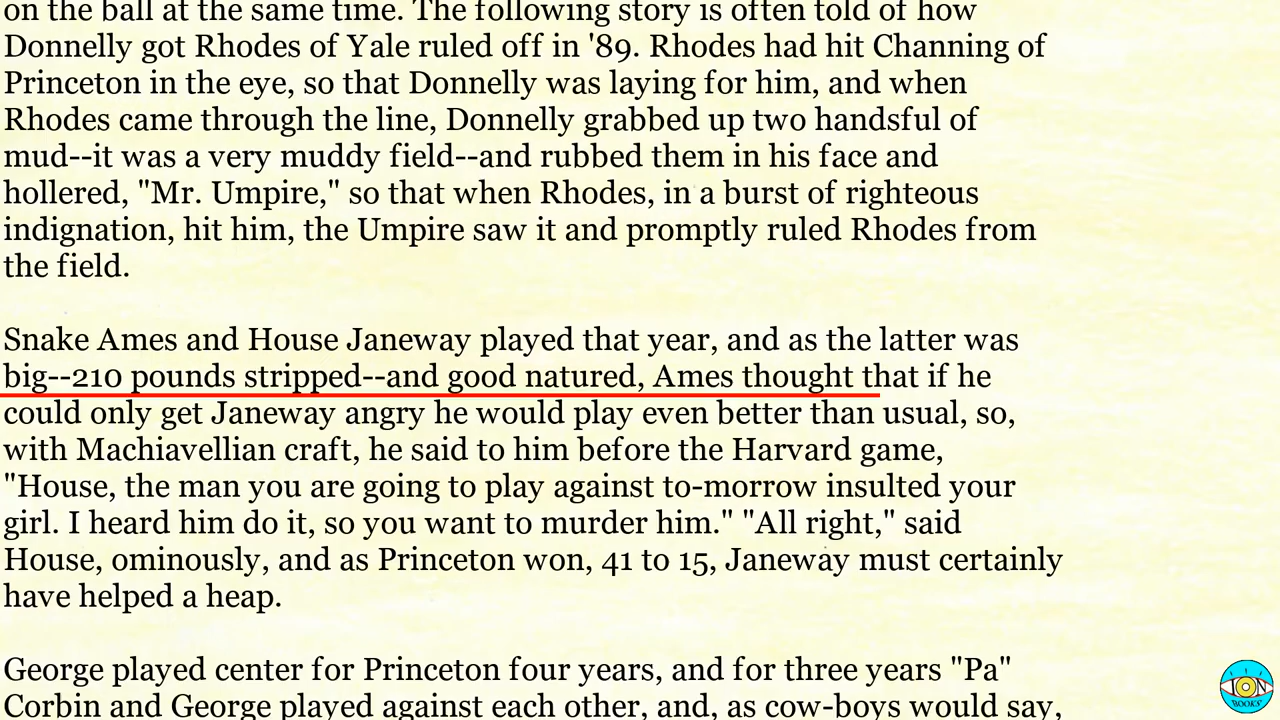 on the ball at the same time. The following story is often told of how
Donnelly got Rhodes of Yale ruled off in '89. Rhodes had hit Channing of
Princeton in the eye, so that Donnelly was laying for him, and when
Rhodes came through the line, Donnelly grabbed up two handsful of
mud--it was a very muddy field--and rubbed them in his face and
hollered, "Mr. Umpire," so that when Rhodes, in a burst of righteous
indignation, hit him, the Umpire saw it and promptly ruled Rhodes from
the field.
Snake Ames and House Janeway played that year, and as the latter was
big--210 pounds stripped--and good natured, Ames thought that if he
could only get Janeway angry he would play even better than usual, so,
with Machiavellian craft, he said to him before the Harvard game,
"House, the man you are going to play against to-morrow insulted your
girl. I heard him do it, so you want to murder him." "All right," said
House, ominously, and as Princeton won, 41 to 15, Janeway must certainly
have helped a heap.
George played center for Princeton four years, and for three years "Pa"
Corbin and George played against each other, and, as cow-boys would say,
ION
BOOKS